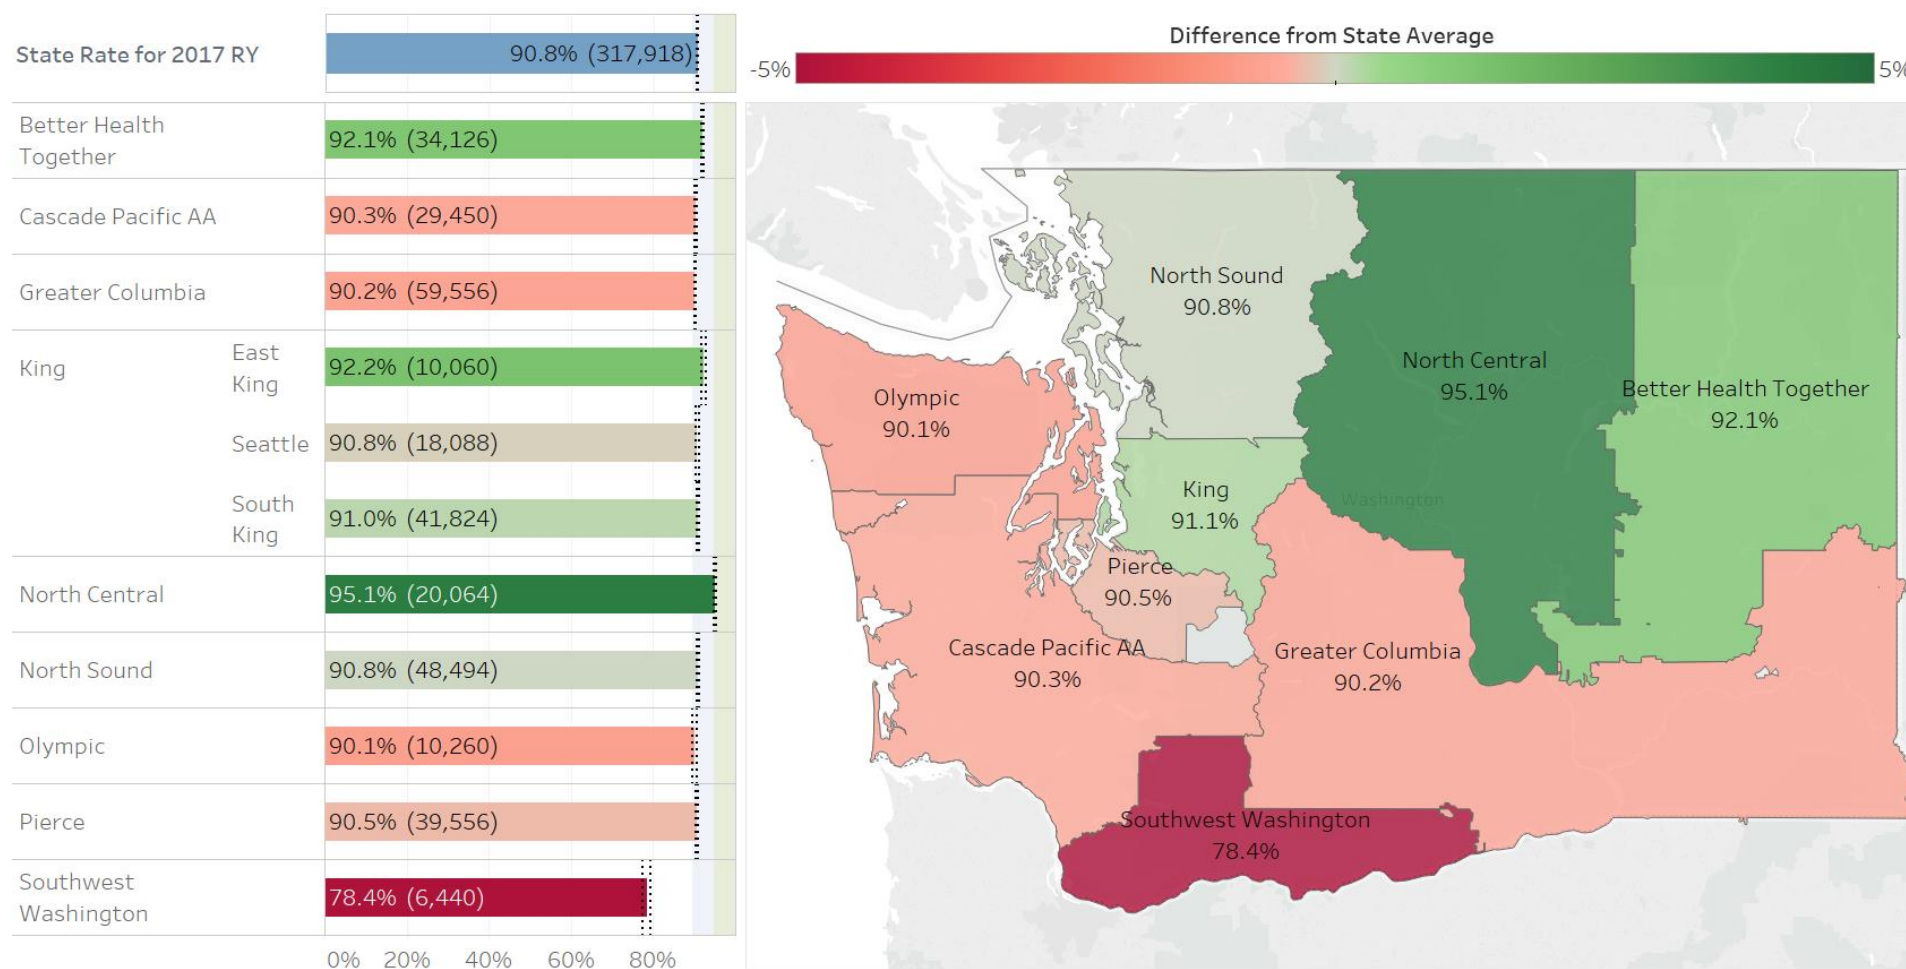 State Rate for 2017 RY
90.8% (317,918)
Better Health
Together
92.1% (34,126)
Cascade Pacific AA
90.3% (29,450)
Greater Columbia
90.2% (59,556)
King
East
King
92.2% (10,060)
Seattle
90.8% (18,088)
South
King
91.0% (41,824)
North Central
95.1% (20,064)
North Sound
90.8% (48,494)
Olympic
90.1% (10,260)
Pierce
90.5% (39,556)
Southwest
Washington
78.4% (6,440)
0% 20% 40% 60% 80%
Difference from State Average
-5%
5%
North Sound
90.8%
North Central
95.1%
Better Health Together
92.1%
Olympic
90.1%
King
91.1%
Washington
Pierce
90.5%
Cascade Pacific AA
90.3%
Greater Columbia
90.2%
Southwest Washington
78.4%